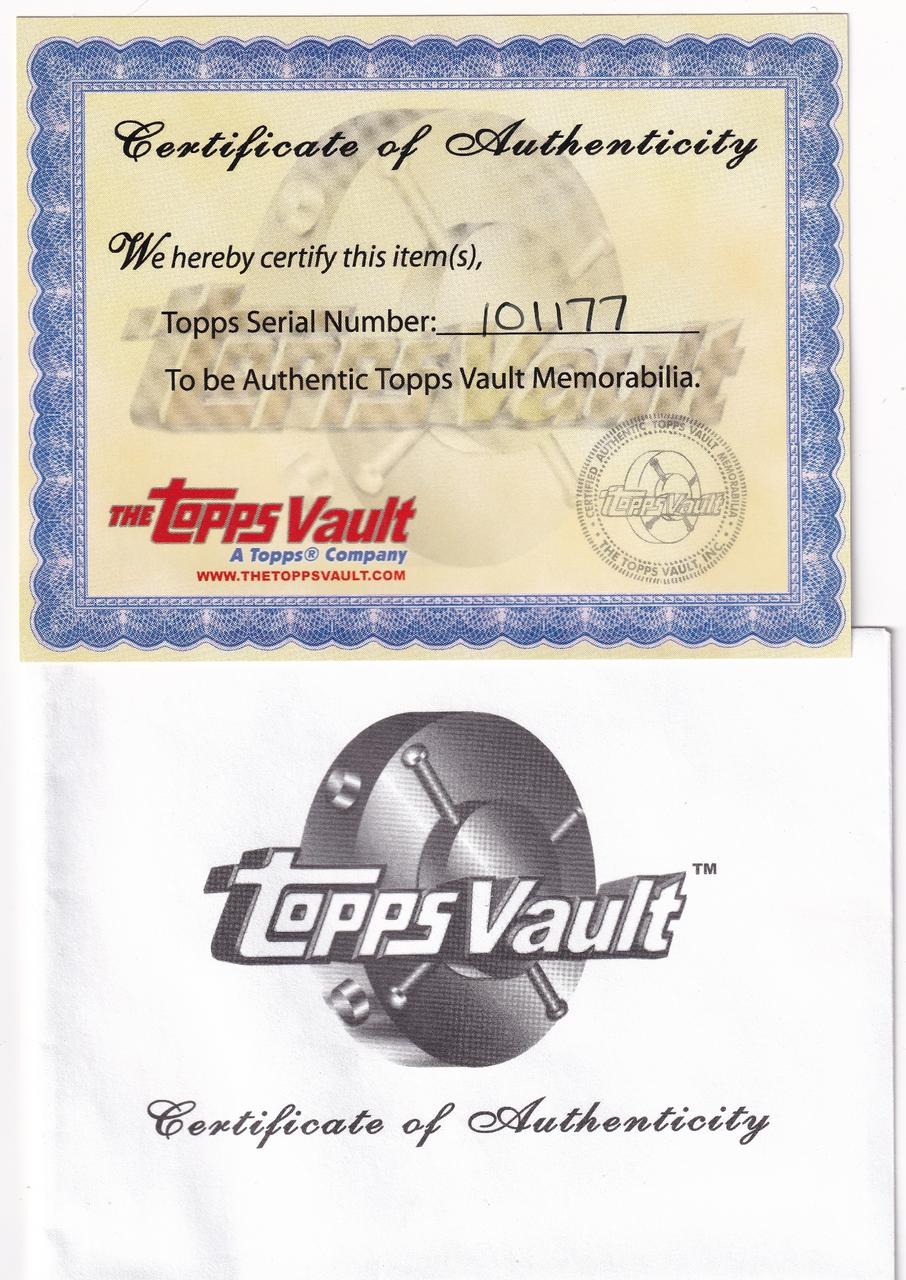 Certificate of Authenticity
We hereby certify this item(s),
Topps Serial Number: 101177
To be Authentic Topps Vault Memorabilia.
Topps Vault
THE Topps Vault
A Topps® Company
WWW.THETOPPSVAULT.COM
CERTIFIED AUTHENTIC TOPPS VAULT MEMORABILIA
Topps Vault
THE TOPPS VAULT, INC.
Topps Vault™
Certificate of Authenticity